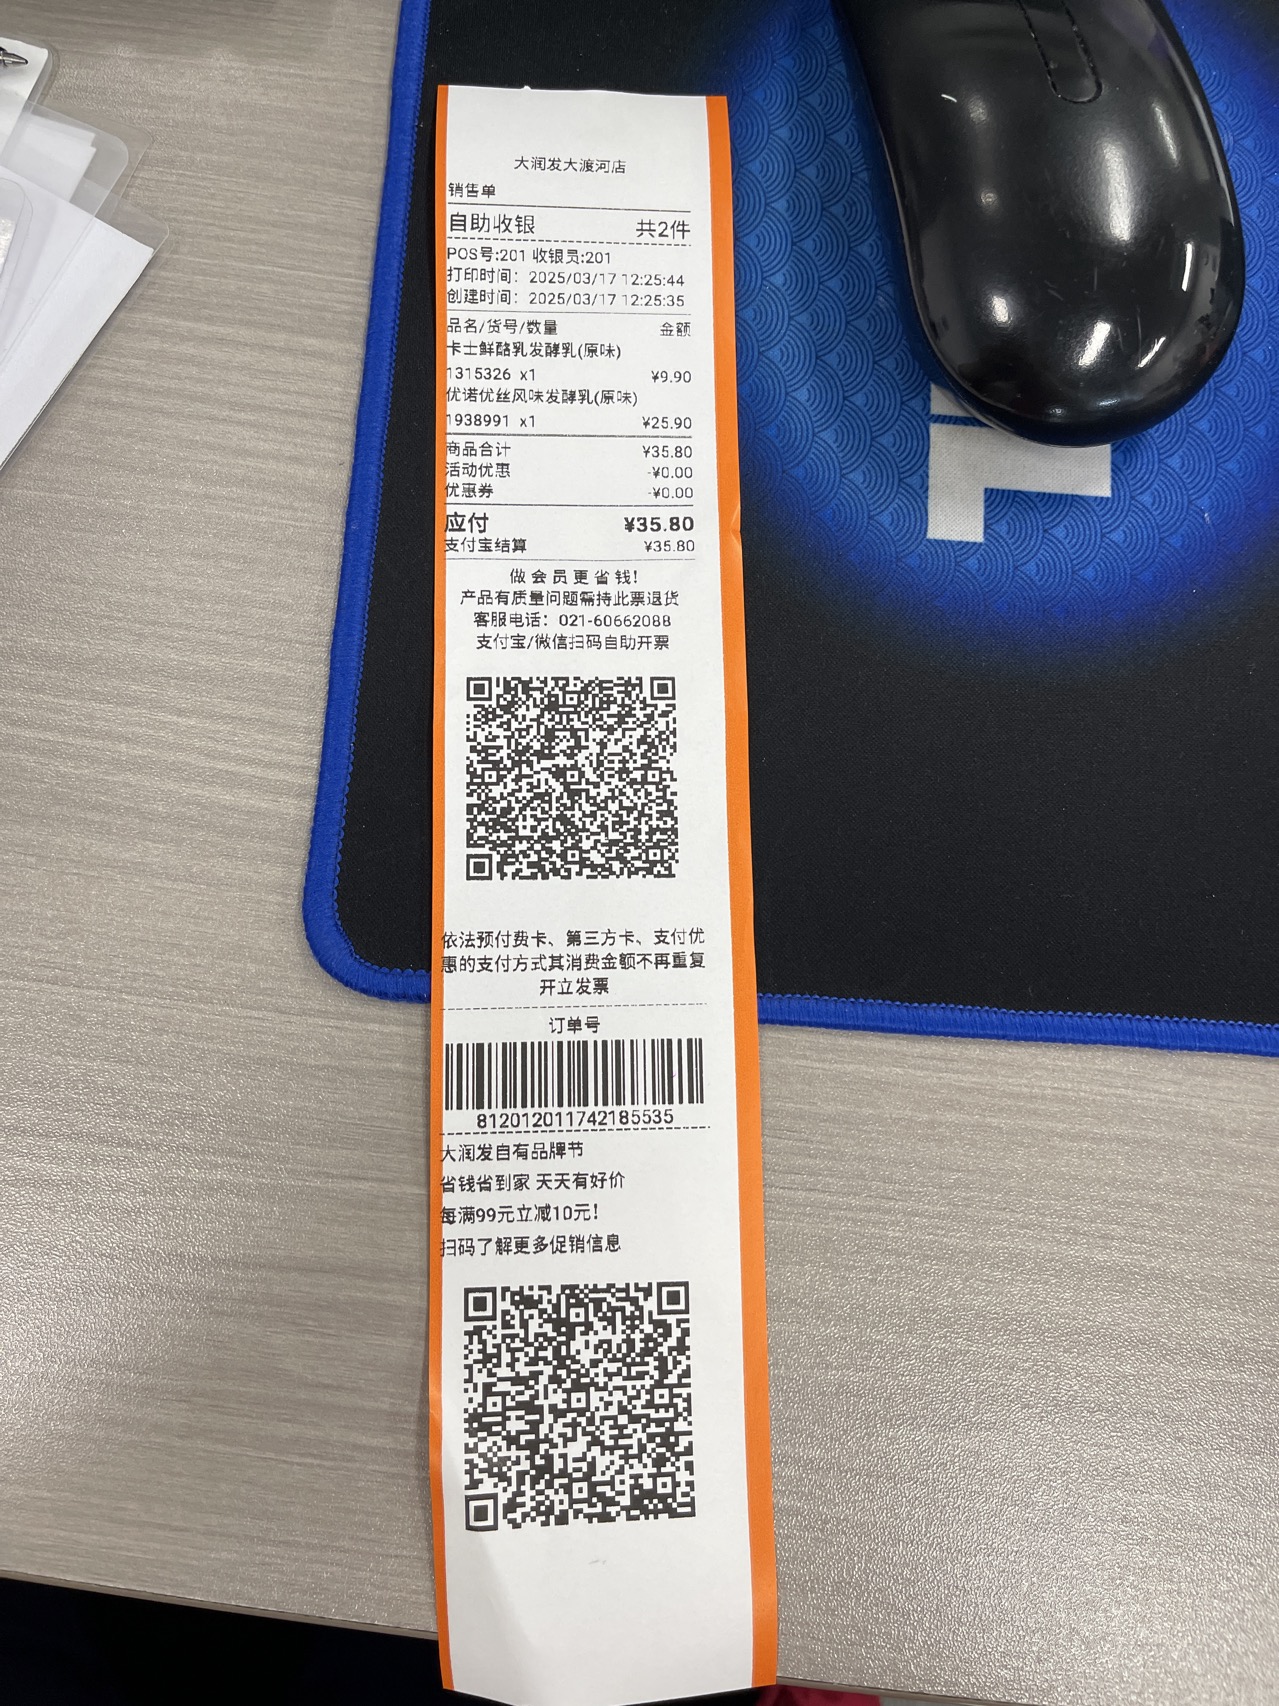 大润发大渡河店
销售单
自助收银 共2件
POS号:201 收银员:201
打印时间: 2025/03/17 12:25:44
创建时间: 2025/03/17 12:25:35
品名/货号/数量 金额
卡士鲜酪乳发酵乳(原味)
1315326 x1 ¥9.90
优诺优丝风味发酵乳(原味)
1938991 x1 ¥25.90
商品合计 ¥35.80
活动优惠 -¥0.00
优惠券 -¥0.00
应付 ¥35.80
支付宝结算 ¥35.80
做会员更省钱!
产品有质量问题需持此票退货
客服电话: 021-60662088
支付宝/微信扫码自助开票
依法预付费卡、第三方卡、支付优
惠的支付方式其消费金额不再重复
开立发票
订单号
812012011742185535
大润发自有品牌节
省钱省到家 天天有好价
每满99元立减10元!
扫码了解更多促销信息